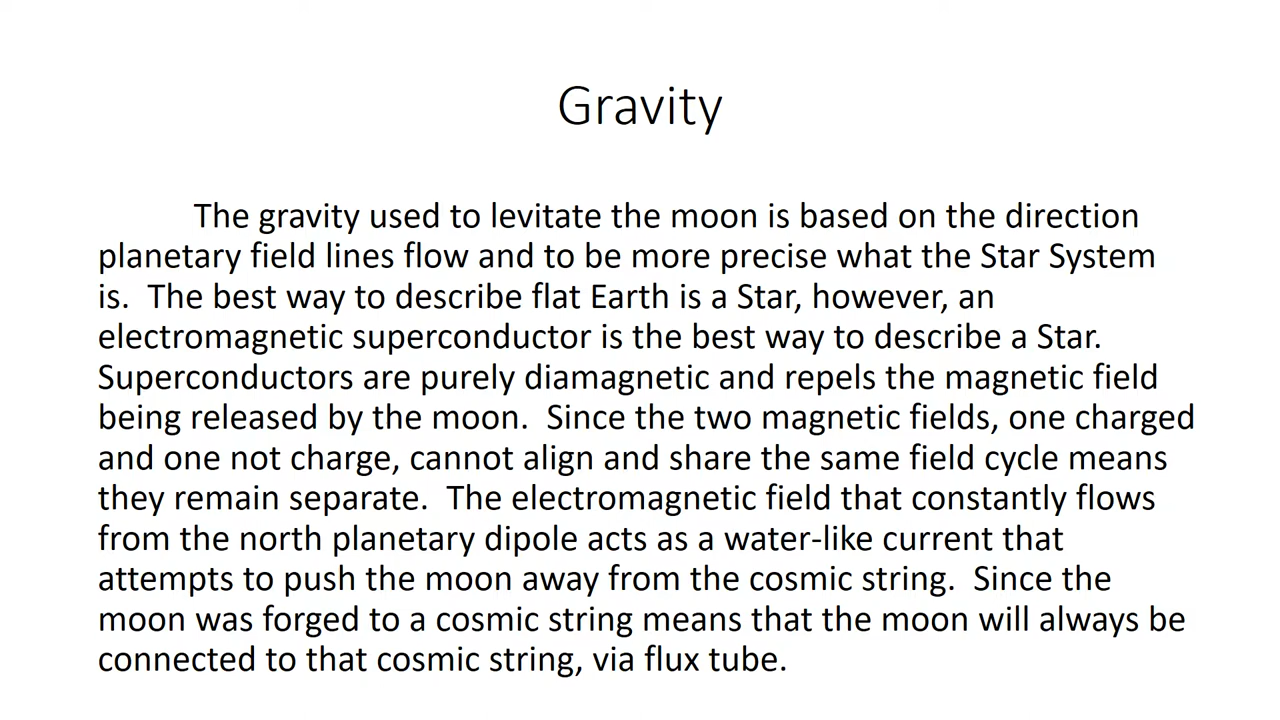 Gravity
The gravity used to levitate the moon is based on the direction
planetary field lines flow and to be more precise what the Star System
is.  The best way to describe flat Earth is a Star, however, an
electromagnetic superconductor is the best way to describe a Star.
Superconductors are purely diamagnetic and repels the magnetic field
being released by the moon.  Since the two magnetic fields, one charged
and one not charge, cannot align and share the same field cycle means
they remain separate.  The electromagnetic field that constantly flows
from the north planetary dipole acts as a water-like current that
attempts to push the moon away from the cosmic string.  Since the
moon was forged to a cosmic string means that the moon will always be
connected to that cosmic string, via flux tube.